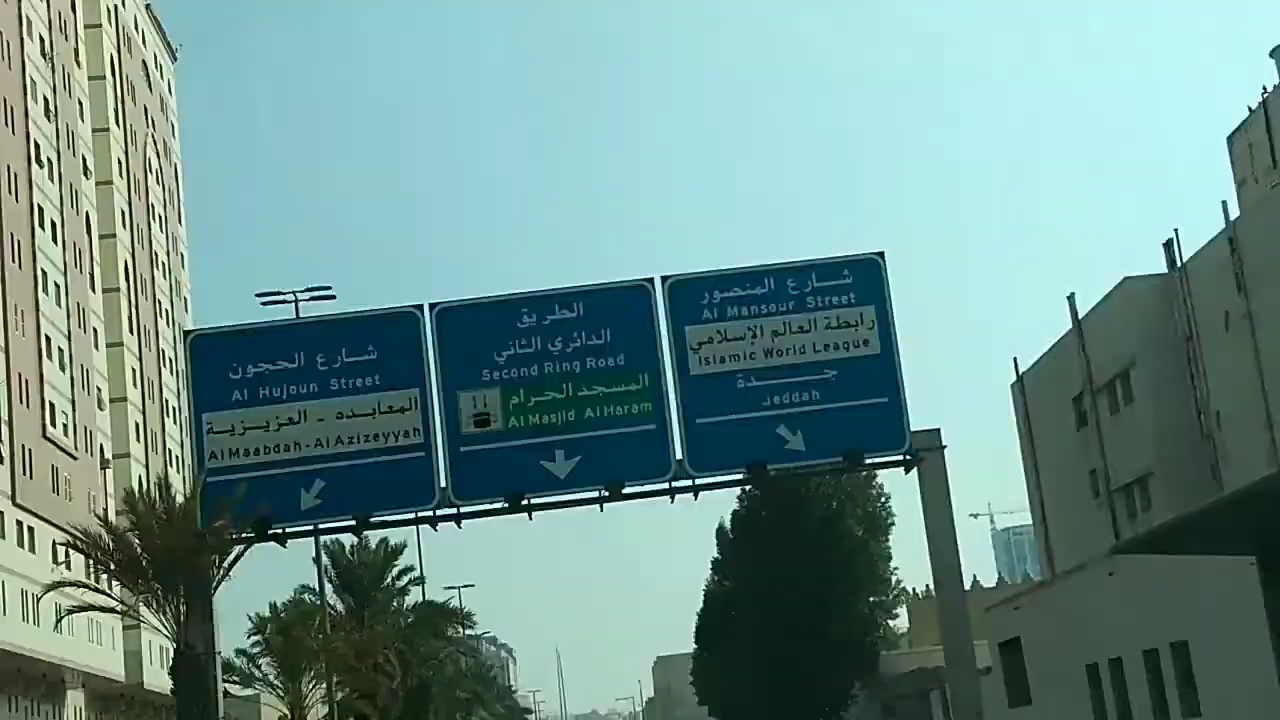 شارع الحجون
Al Hujoun Street
المعابده - العزيزية
Al Maabdah - Al Azizeyyah
الطريق
الدائري الثاني
Second Ring Road
المسجد الحرام
Al Masjid Al Haram
شارع المنصور
Al Mansour Street
رابطة العالم الإسلامي
Islamic World League
جدة
Jeddah